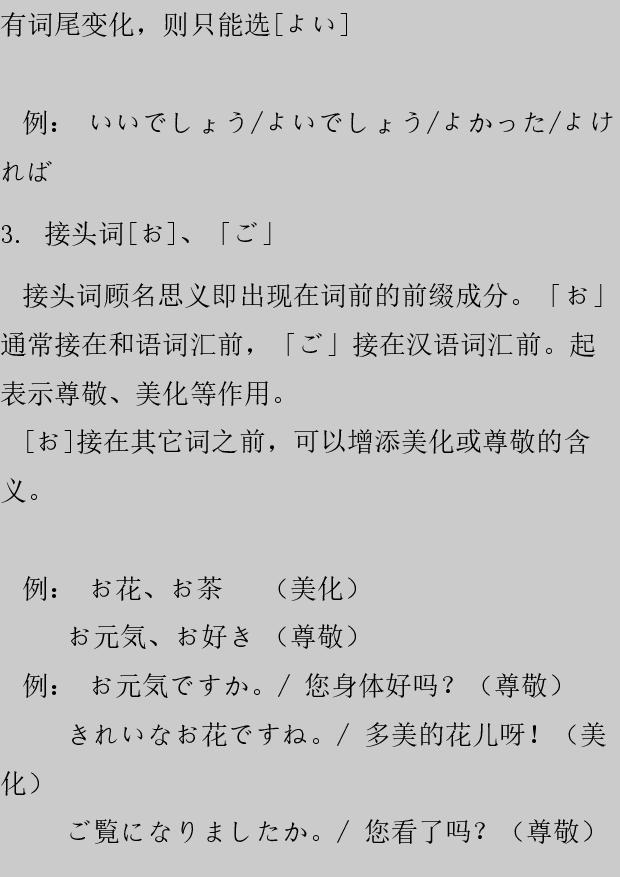 有词尾变化，则只能选[よい]
例： いいでしょう/よいでしょう/よかった/よけ
れば
3. 接头词[お]、「ご」
接头词顾名思义即出现在词前的前缀成分。「お」
通常接在和语词汇前，「ご」接在汉语词汇前。起
表示尊敬、美化等作用。
[お]接在其它词之前，可以增添美化或尊敬的含
义。
例： お花、お茶 （美化）
お元気、お好き （尊敬）
例： お元気ですか。/ 您身体好吗？（尊敬）
きれいなお花ですね。/ 多美的花儿呀！（美
化）
ご覧になりましたか。/ 您看了吗？（尊敬）